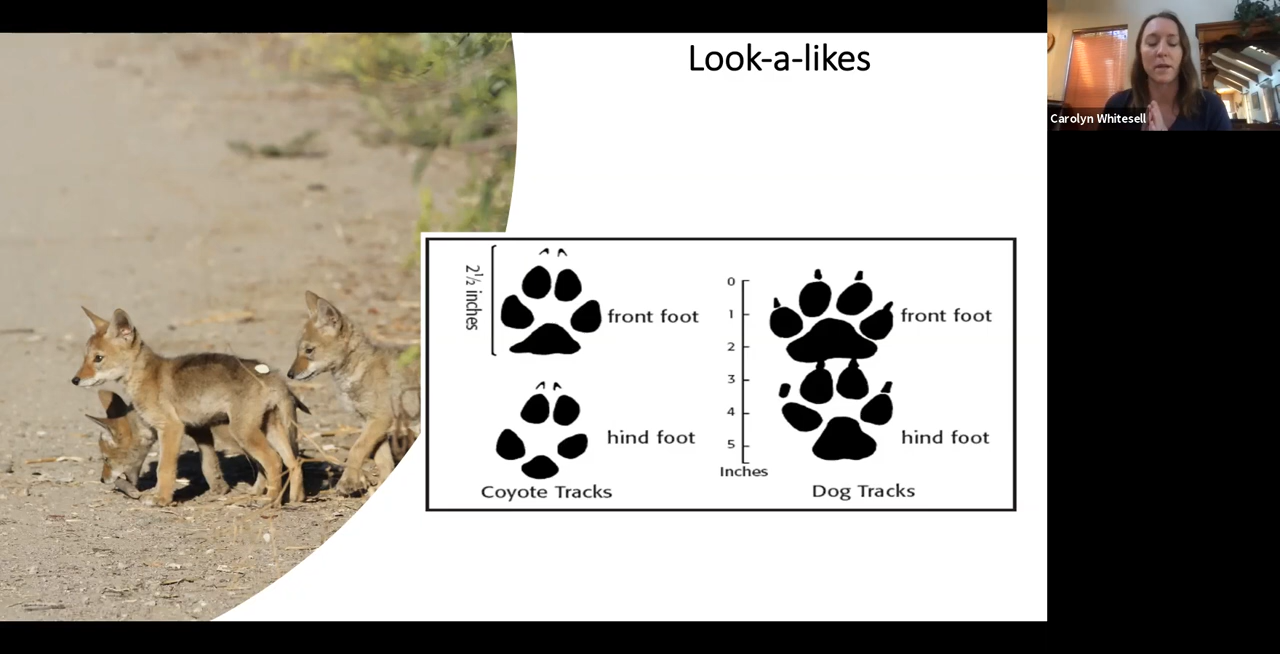 Look-a-likes
Carolyn Whitesell
2½ inches
front foot
hind foot
Coyote Tracks
0
1
2
3
4
5
Inches
front foot
hind foot
Dog Tracks